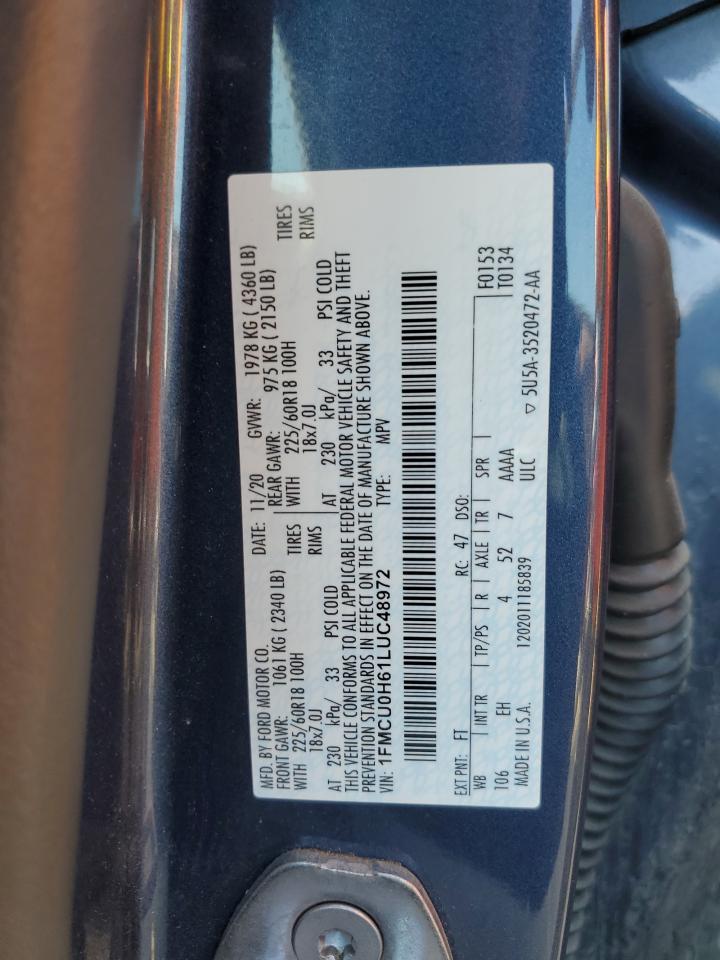 MFD. BY FORD MOTOR CO. DATE: 11/20 GVWR: 1978 KG ( 4360 LB)
FRONT GAWR: 1061 KG ( 2340 LB) REAR GAWR: 975 KG ( 2150 LB)
WITH 225/60R18 100H TIRES WITH 225/60R18 100H TIRES
18x7.0J RIMS 18x7.0J RIMS
AT 230 kPa/ 33 PSI COLD AT 230 kPa/ 33 PSI COLD
THIS VEHICLE CONFORMS TO ALL APPLICABLE FEDERAL MOTOR VEHICLE SAFETY AND THEFT
PREVENTION STANDARDS IN EFFECT ON THE DATE OF MANUFACTURE SHOWN ABOVE.
VIN: 1FMCU0H61LUC48972 TYPE: MPV
EXT PNT: FT RC: 47 DSO: F0153
WB INT TR TP/PS R AXLE TR SPR T0134
106 EH 4 52 7 AAAA
MADE IN U.S.A. 1202011185839 ULC ▽ 5U5A-3520472-AA